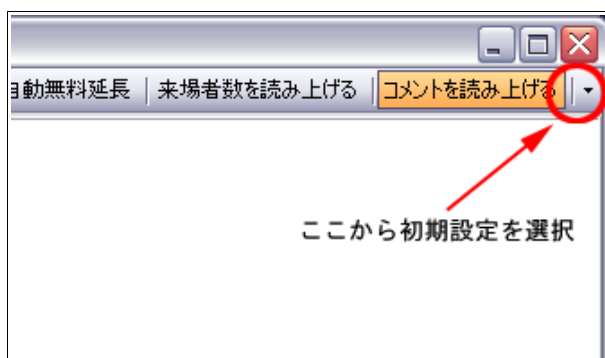 自動無料延長 来場者数を読み上げる コメントを読み上げる
ここから初期設定を選択